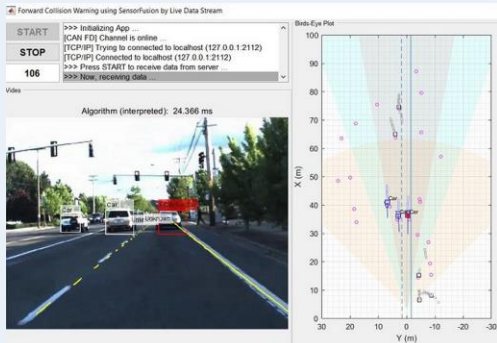 Forward Collision Warning using SensorFusion by Live Data Stream
START
STOP
106
>>> Initializing App ...
[CAN FD] Channel is online ...
[TCP/IP] Trying to connected to localhost (127.0.0.1:2112)
[TCP/IP] Connected to localhost (127.0.0.1:2112)
>>> Press START to receive data from server ...
>>> Now, receiving data ...
Video
Algorithm (interpreted): 24.366 ms
Car
Car
Unknown
Birds-Eye Plot
X (m)
100
90
80
70
60
50
40
30
20
10
0
Car
30 20 10 0 -10 -20 -30
Y (m)